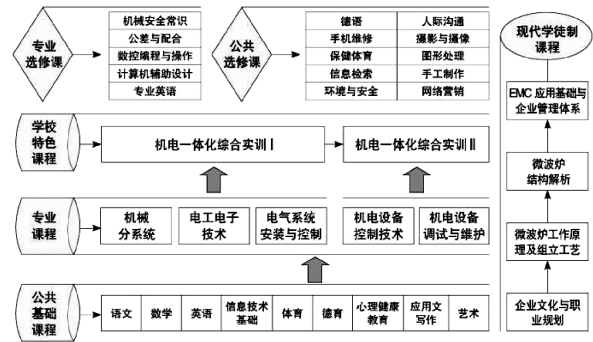 专业
选修课
机械安全常识
公差与配合
数控编程与操作
计算机辅助设计
专业英语
公共
选修课
德语
手机维修
保健体育
信息检索
环境与安全
人际沟通
摄影与摄像
图形处理
手工制作
网络营销
学校
特色
课程
机电一体化综合实训Ⅰ
机电一体化综合实训Ⅱ
专业
课程
机械
分系统
电工电子
技术
电气系统
安装与控制
机电设备
控制技术
机电设备
调试与维护
公共
基础
课程
语文
数学
英语
信息技术
基础
体育
德育
心理健康
教育
应用文
写作
艺术
现代学徒制
课程
EMC 应用基础与
企业管理体系
微波炉
结构解析
微波炉工作原
理及组立工艺
企业文化与职
业规划